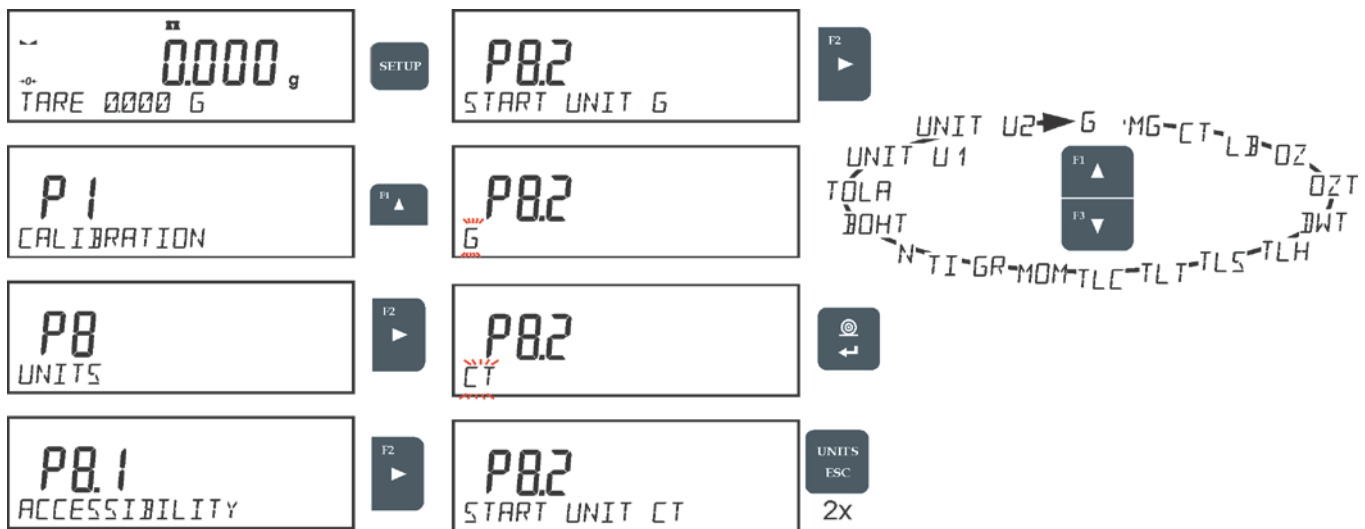 →0←
0.000 g
TARE 0.000 G
SETUP
P1
CALIBRATION
F1
P8
UNITS
F2
P8.1
ACCESSIBILITY
F2
P8.2
START UNIT G
F2
P8.2
G
P8.2
CT
P8.2
START UNIT CT
UNITS
ESC
2x
UNIT U2 G MG-CT-LB-OZ
OZT
DWT
TLH
TLS
TLT
TLC
MOM
GR
TI
N
BOHT
TOLA
UNIT U1
F1
F3